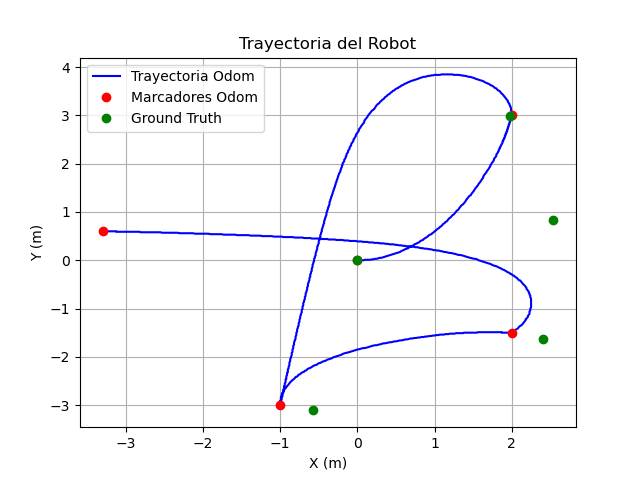 Trayectoria del Robot
Trayectoria Odom
Marcadores Odom
Ground Truth
4
3
2
1
0
−1
−2
−3
Y (m)
−3 −2 −1 0 1 2
X (m)